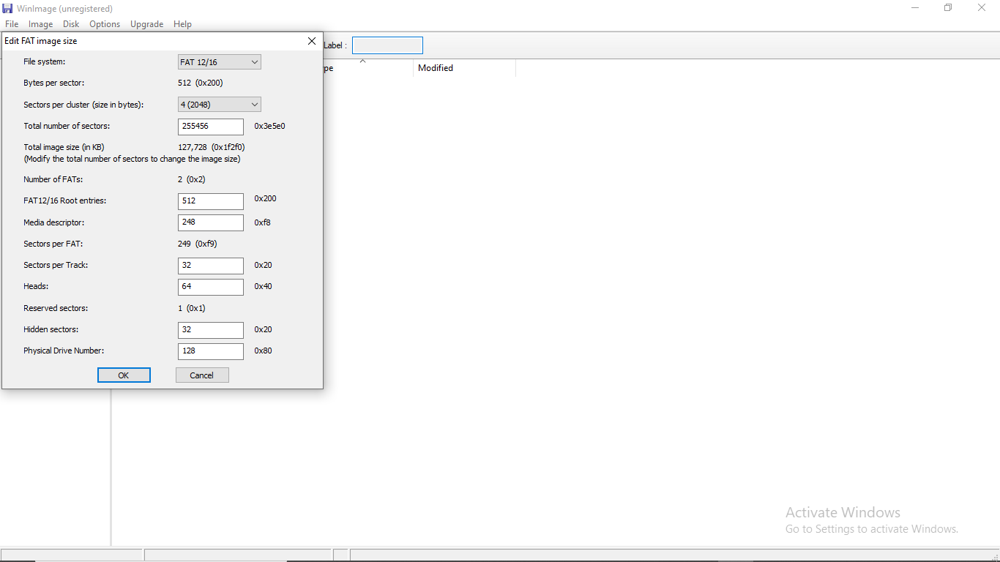 WinImage (unregistered)
File Image Disk Options Upgrade Help
Edit FAT image size
Label :
File system: FAT 12/16
Modified
Bytes per sector: 512 (0x200)
Sectors per cluster (size in bytes): 4 (2048)
Total number of sectors: 255456 0x3e5e0
Total image size (in KB) 127,728 (0x1f2f0)
(Modify the total number of sectors to change the image size)
Number of FATs: 2 (0x2)
FAT12/16 Root entries: 512 0x200
Media descriptor: 248 0xf8
Sectors per FAT: 249 (0xf9)
Sectors per Track: 32 0x20
Heads: 64 0x40
Reserved sectors: 1 (0x1)
Hidden sectors: 32 0x20
Physical Drive Number: 128 0x80
OK Cancel
Activate Windows
Go to Settings to activate Windows.